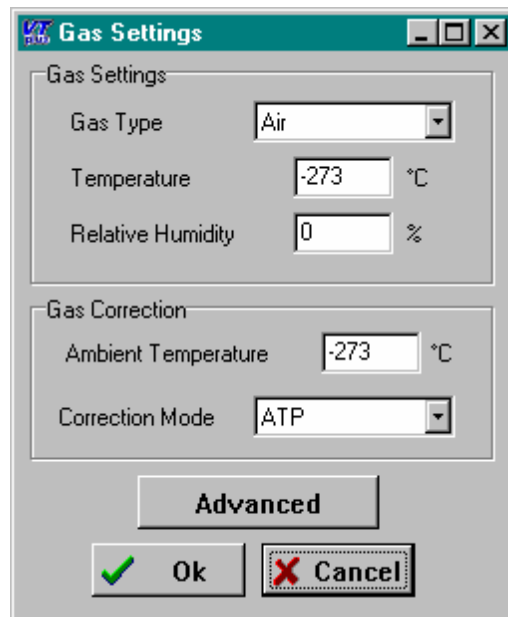 Gas Settings
Gas Settings
Gas Type Air
Temperature -273 °C
Relative Humidity 0 %
Gas Correction
Ambient Temperature -273 °C
Correction Mode ATP
Advanced
Ok Cancel